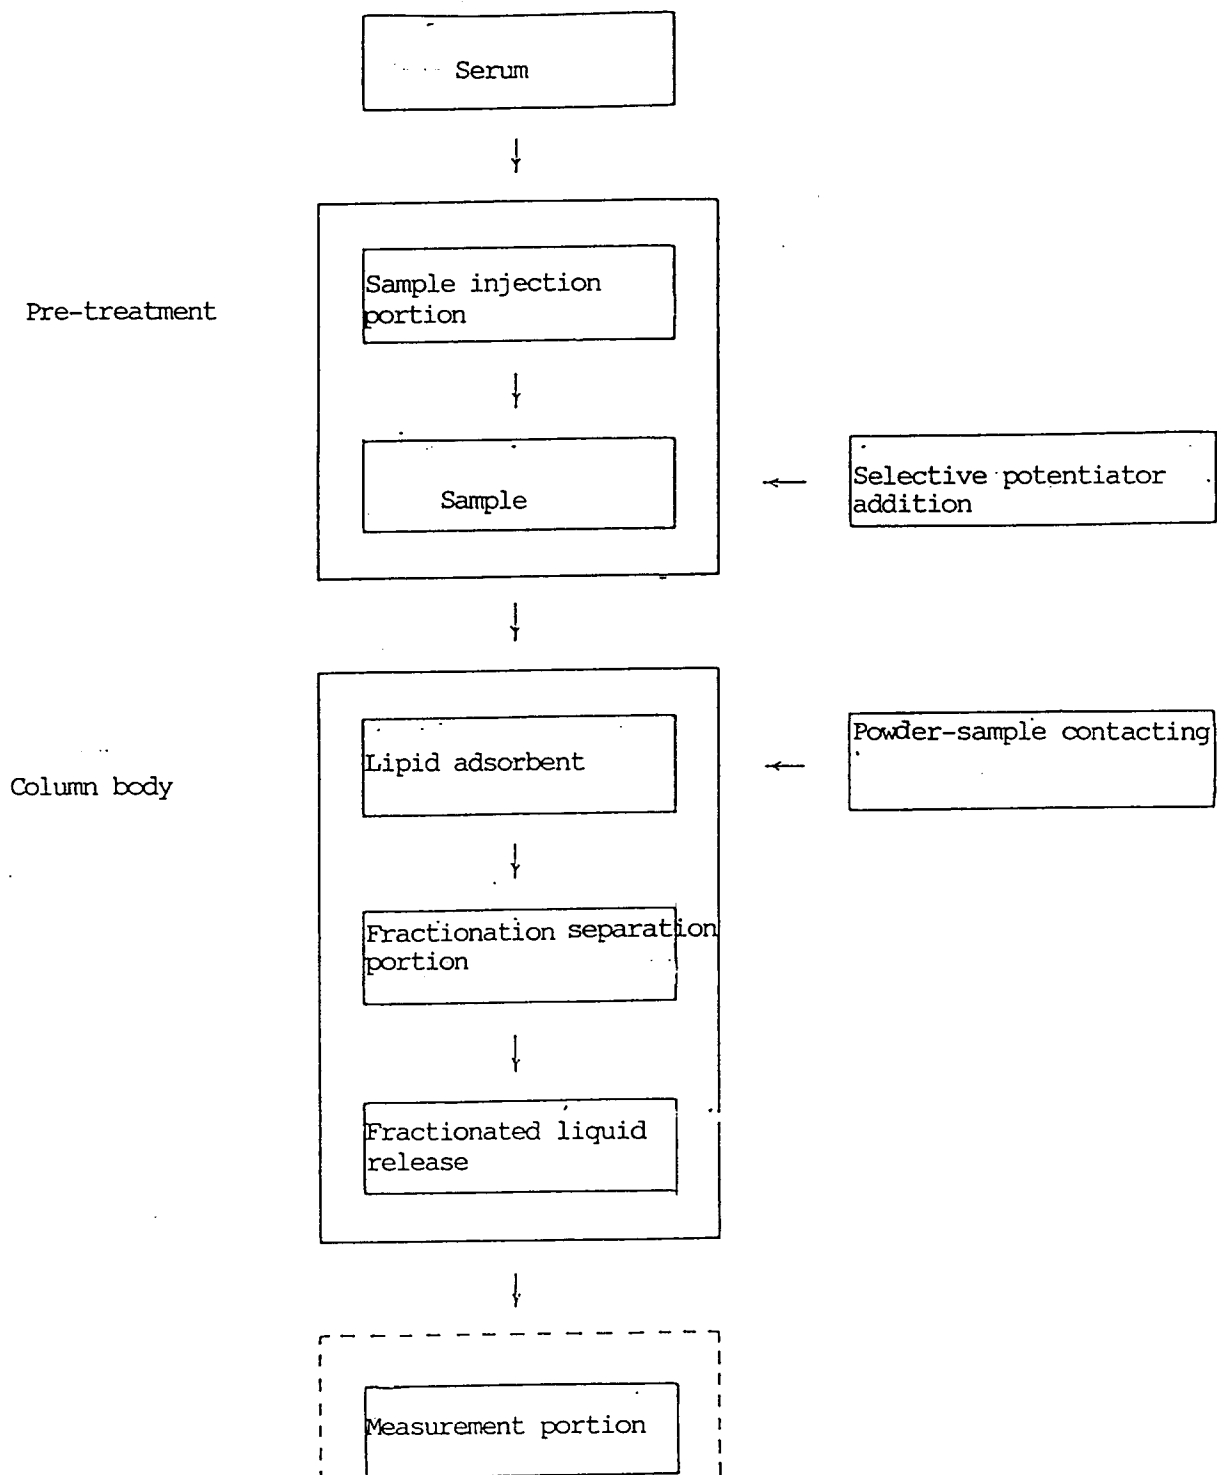 Serum
Pre-treatment
Sample injection
portion
Sample
Selective potentiator
addition
Column body
Lipid adsorbent
Powder-sample contacting
Fractionation separation
portion
Fractionated liquid
release
Measurement portion